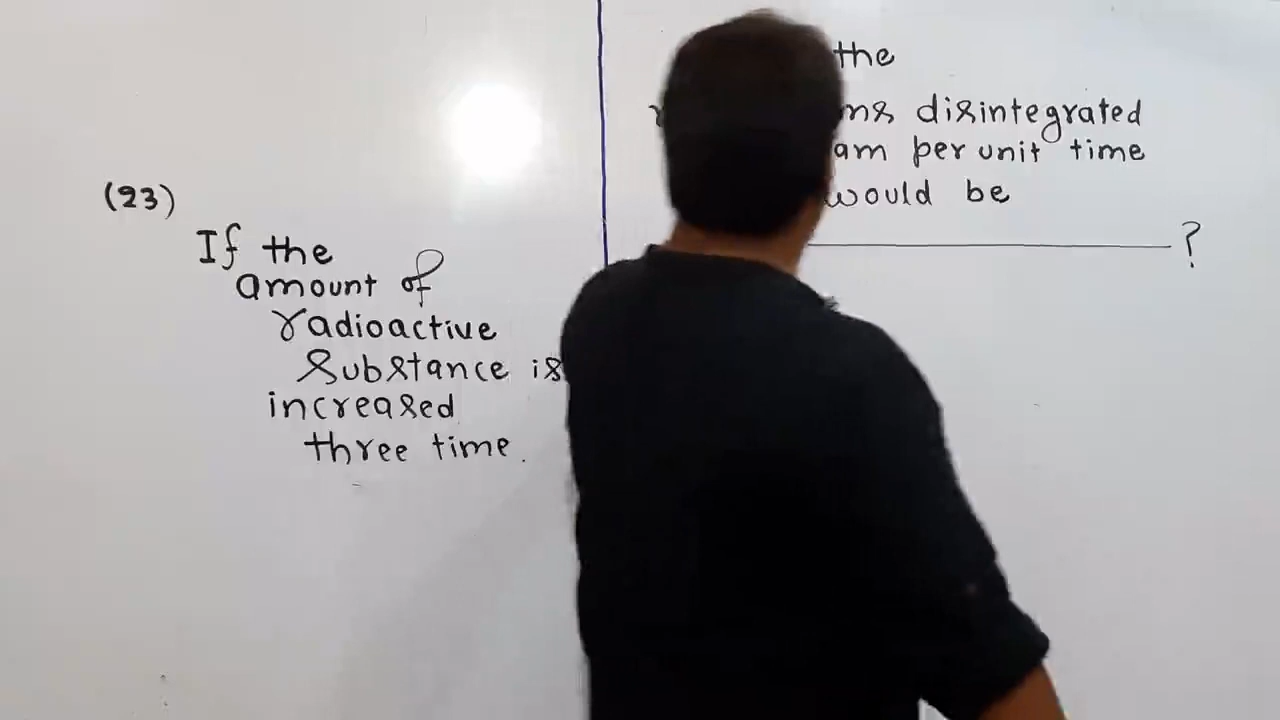 (23)
If the
amount of
radioactive
substance is
increased
three time.
the
disintegrated
per unit time
would be
?